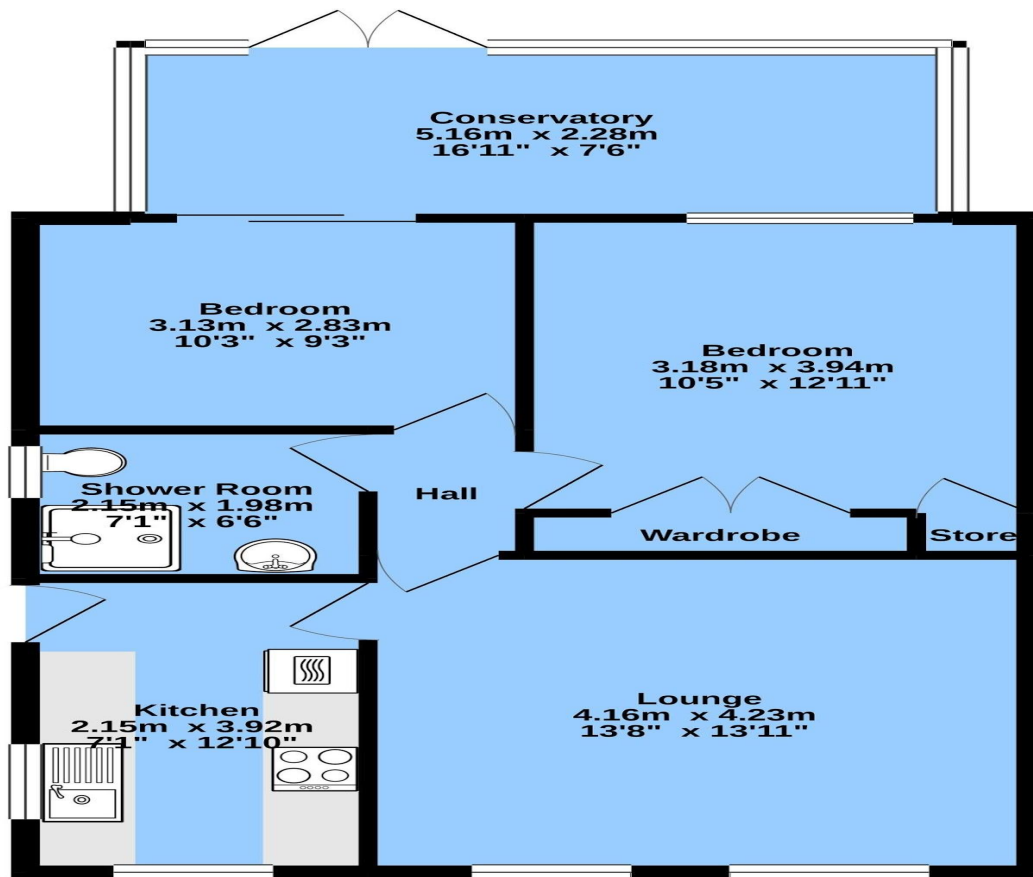 Conservatory
5.16m x 2.28m
16'11" x 7'6"
Bedroom
3.13m x 2.83m
10'3" x 9'3"
Bedroom
3.18m x 3.94m
10'5" x 12'11"
Shower Room
2.15m x 1.98m
7'1" x 6'6"
Hall
Wardrobe
Store
Kitchen
2.15m x 3.92m
7'1" x 12'10"
Lounge
4.16m x 4.23m
13'8" x 13'11"